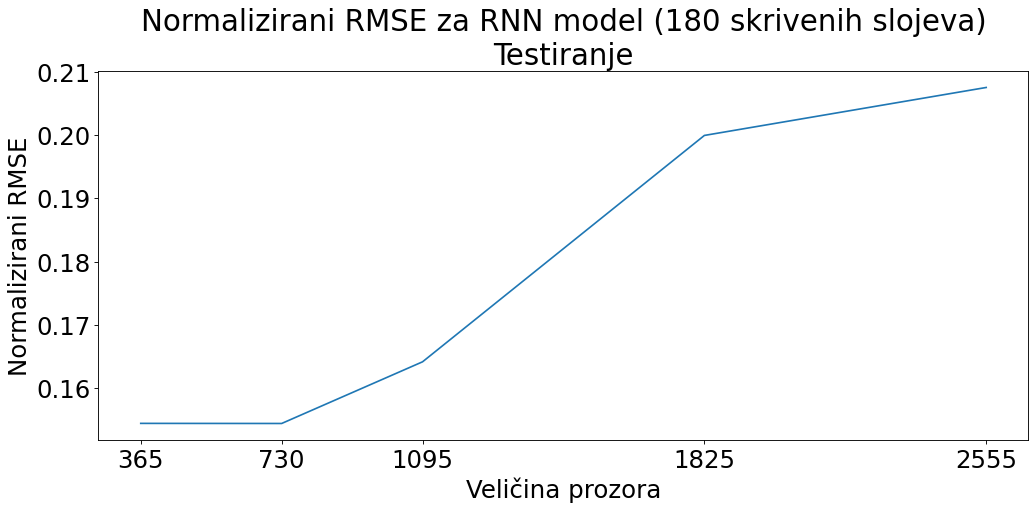 Normalizirani RMSE za RNN model (180 skrivenih slojeva)
Testiranje
0.21
0.20
0.19
0.18
0.17
0.16
Normalizirani RMSE
365 730 1095 1825 2555
Veličina prozora